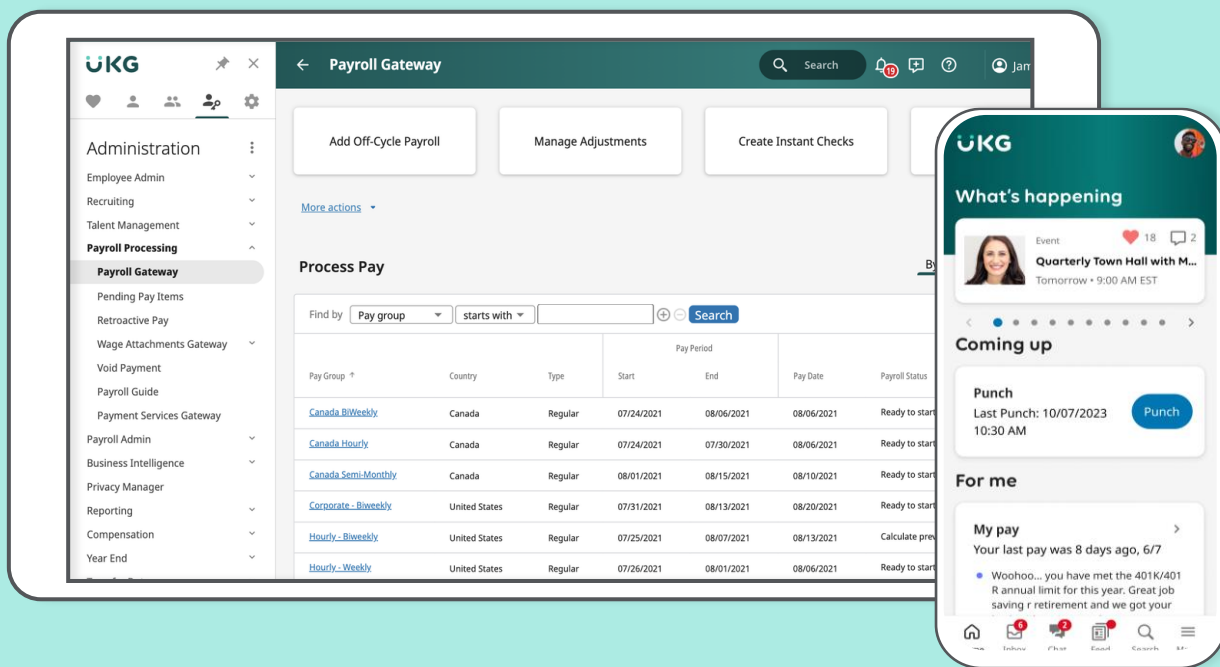 UKG
Payroll Gateway
Search
19
Administration
Employee Admin
Recruiting
Talent Management
Payroll Processing
Payroll Gateway
Pending Pay Items
Retroactive Pay
Wage Attachments Gateway
Void Payment
Payroll Guide
Payment Services Gateway
Payroll Admin
Business Intelligence
Privacy Manager
Reporting
Compensation
Year End
Add Off-Cycle Payroll
Manage Adjustments
Create Instant Checks
More actions
Process Pay
Find by Pay group starts with Search
Pay Period
Pay Group Country Type Start End Pay Date Payroll Status
Canada BiWeekly Canada Regular 07/24/2021 08/06/2021 08/06/2021 Ready to start
Canada Hourly Canada Regular 07/24/2021 07/30/2021 08/06/2021 Ready to start
Canada Semi-Monthly Canada Regular 08/01/2021 08/15/2021 08/10/2021 Ready to start
Corporate - Biweekly United States Regular 07/31/2021 08/13/2021 08/20/2021 Ready to start
Hourly - Biweekly United States Regular 07/25/2021 08/07/2021 08/13/2021 Calculate
Hourly - Weekly United States Regular 07/26/2021 08/01/2021 08/06/2021 Ready to start
UKG
What's happening
Event 18 2
Quarterly Town Hall with M...
Tomorrow • 9:00 AM EST
Coming up
Punch
Last Punch: 10/07/2023
10:30 AM
Punch
For me
My pay
Your last pay was 8 days ago, 6/7
Woohoo... you have met the 401K/401
R annual limit for this year. Great job
saving r retirement and we got your
6 2
Inbox Chat Feed Search